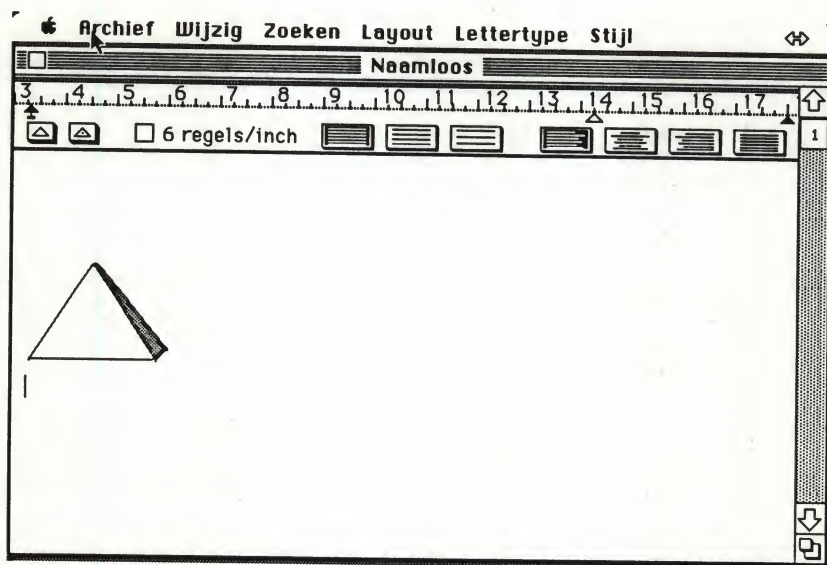 Archief Wijzig Zoeken Layout Lettertype Stijl
Naamloos
3 4 5 6 7 8 9 10 11 12 13 14 15 16 17
6 regels/inch
1